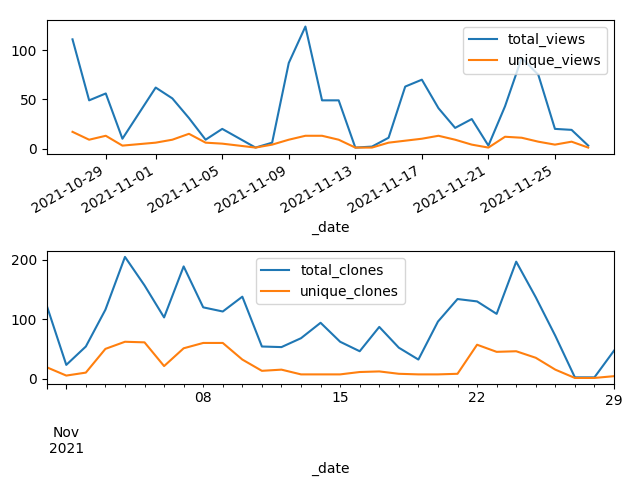 100
50
0
total_views
unique_views
2021-10-29
2021-11-01
2021-11-05
2021-11-09
2021-11-13
2021-11-17
2021-11-21
2021-11-25
_date
200
100
0
total_clones
unique_clones
08
15
22
29
Nov
2021
_date